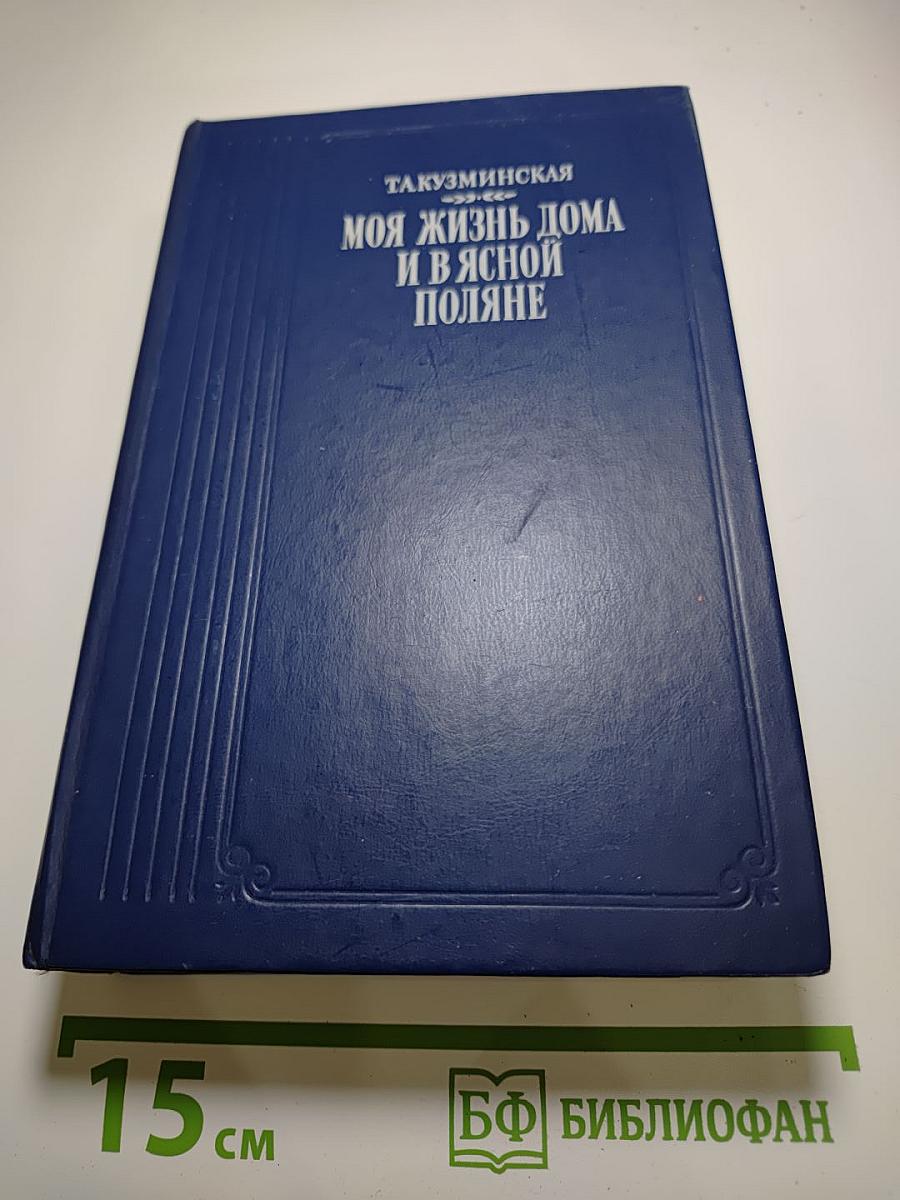 Т.А.КУЗМИНСКАЯ
МОЯ ЖИЗНЬ ДОМА
И В ЯСНОЙ
ПОЛЯНЕ
15 см
БФ БИБЛИОФАН